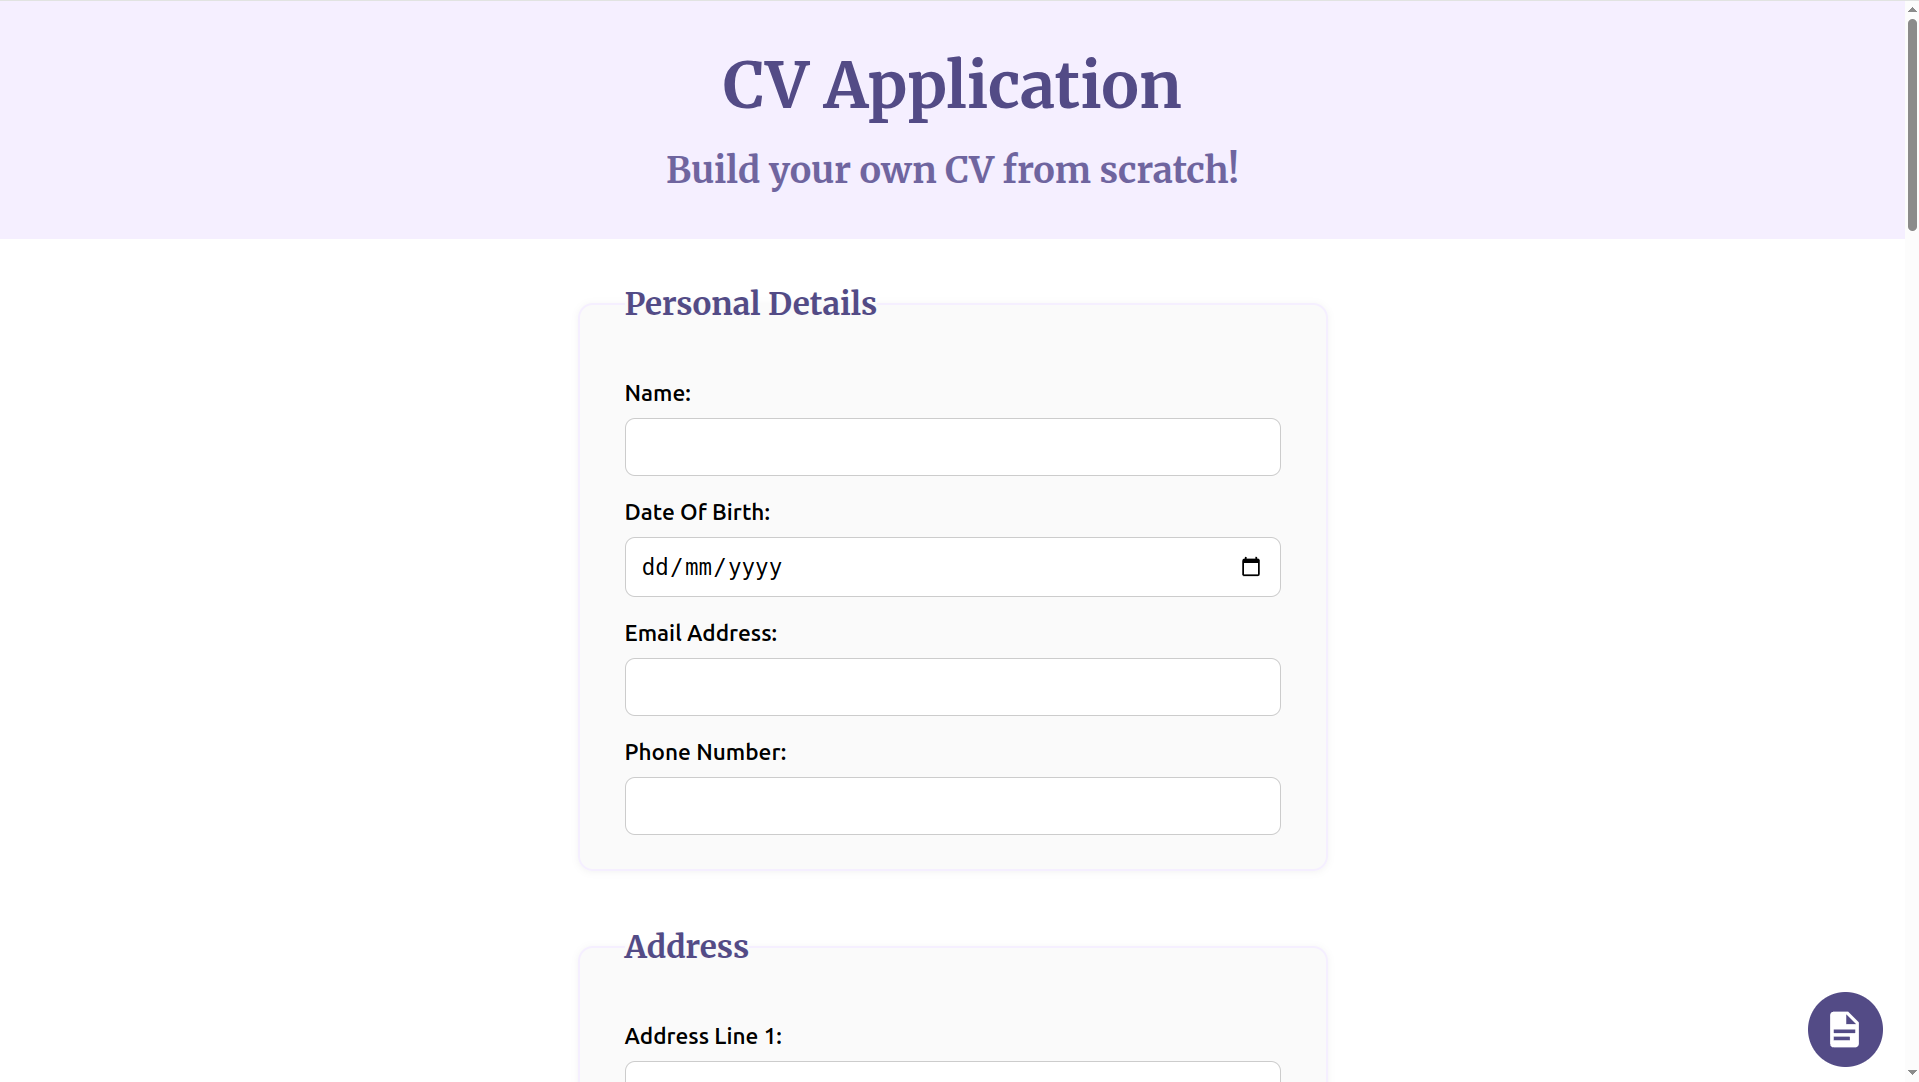 CV Application
Build your own CV from scratch!
Personal Details
Name:
Date Of Birth:
dd/mm/yyyy
Email Address:
Phone Number:
Address
Address Line 1: